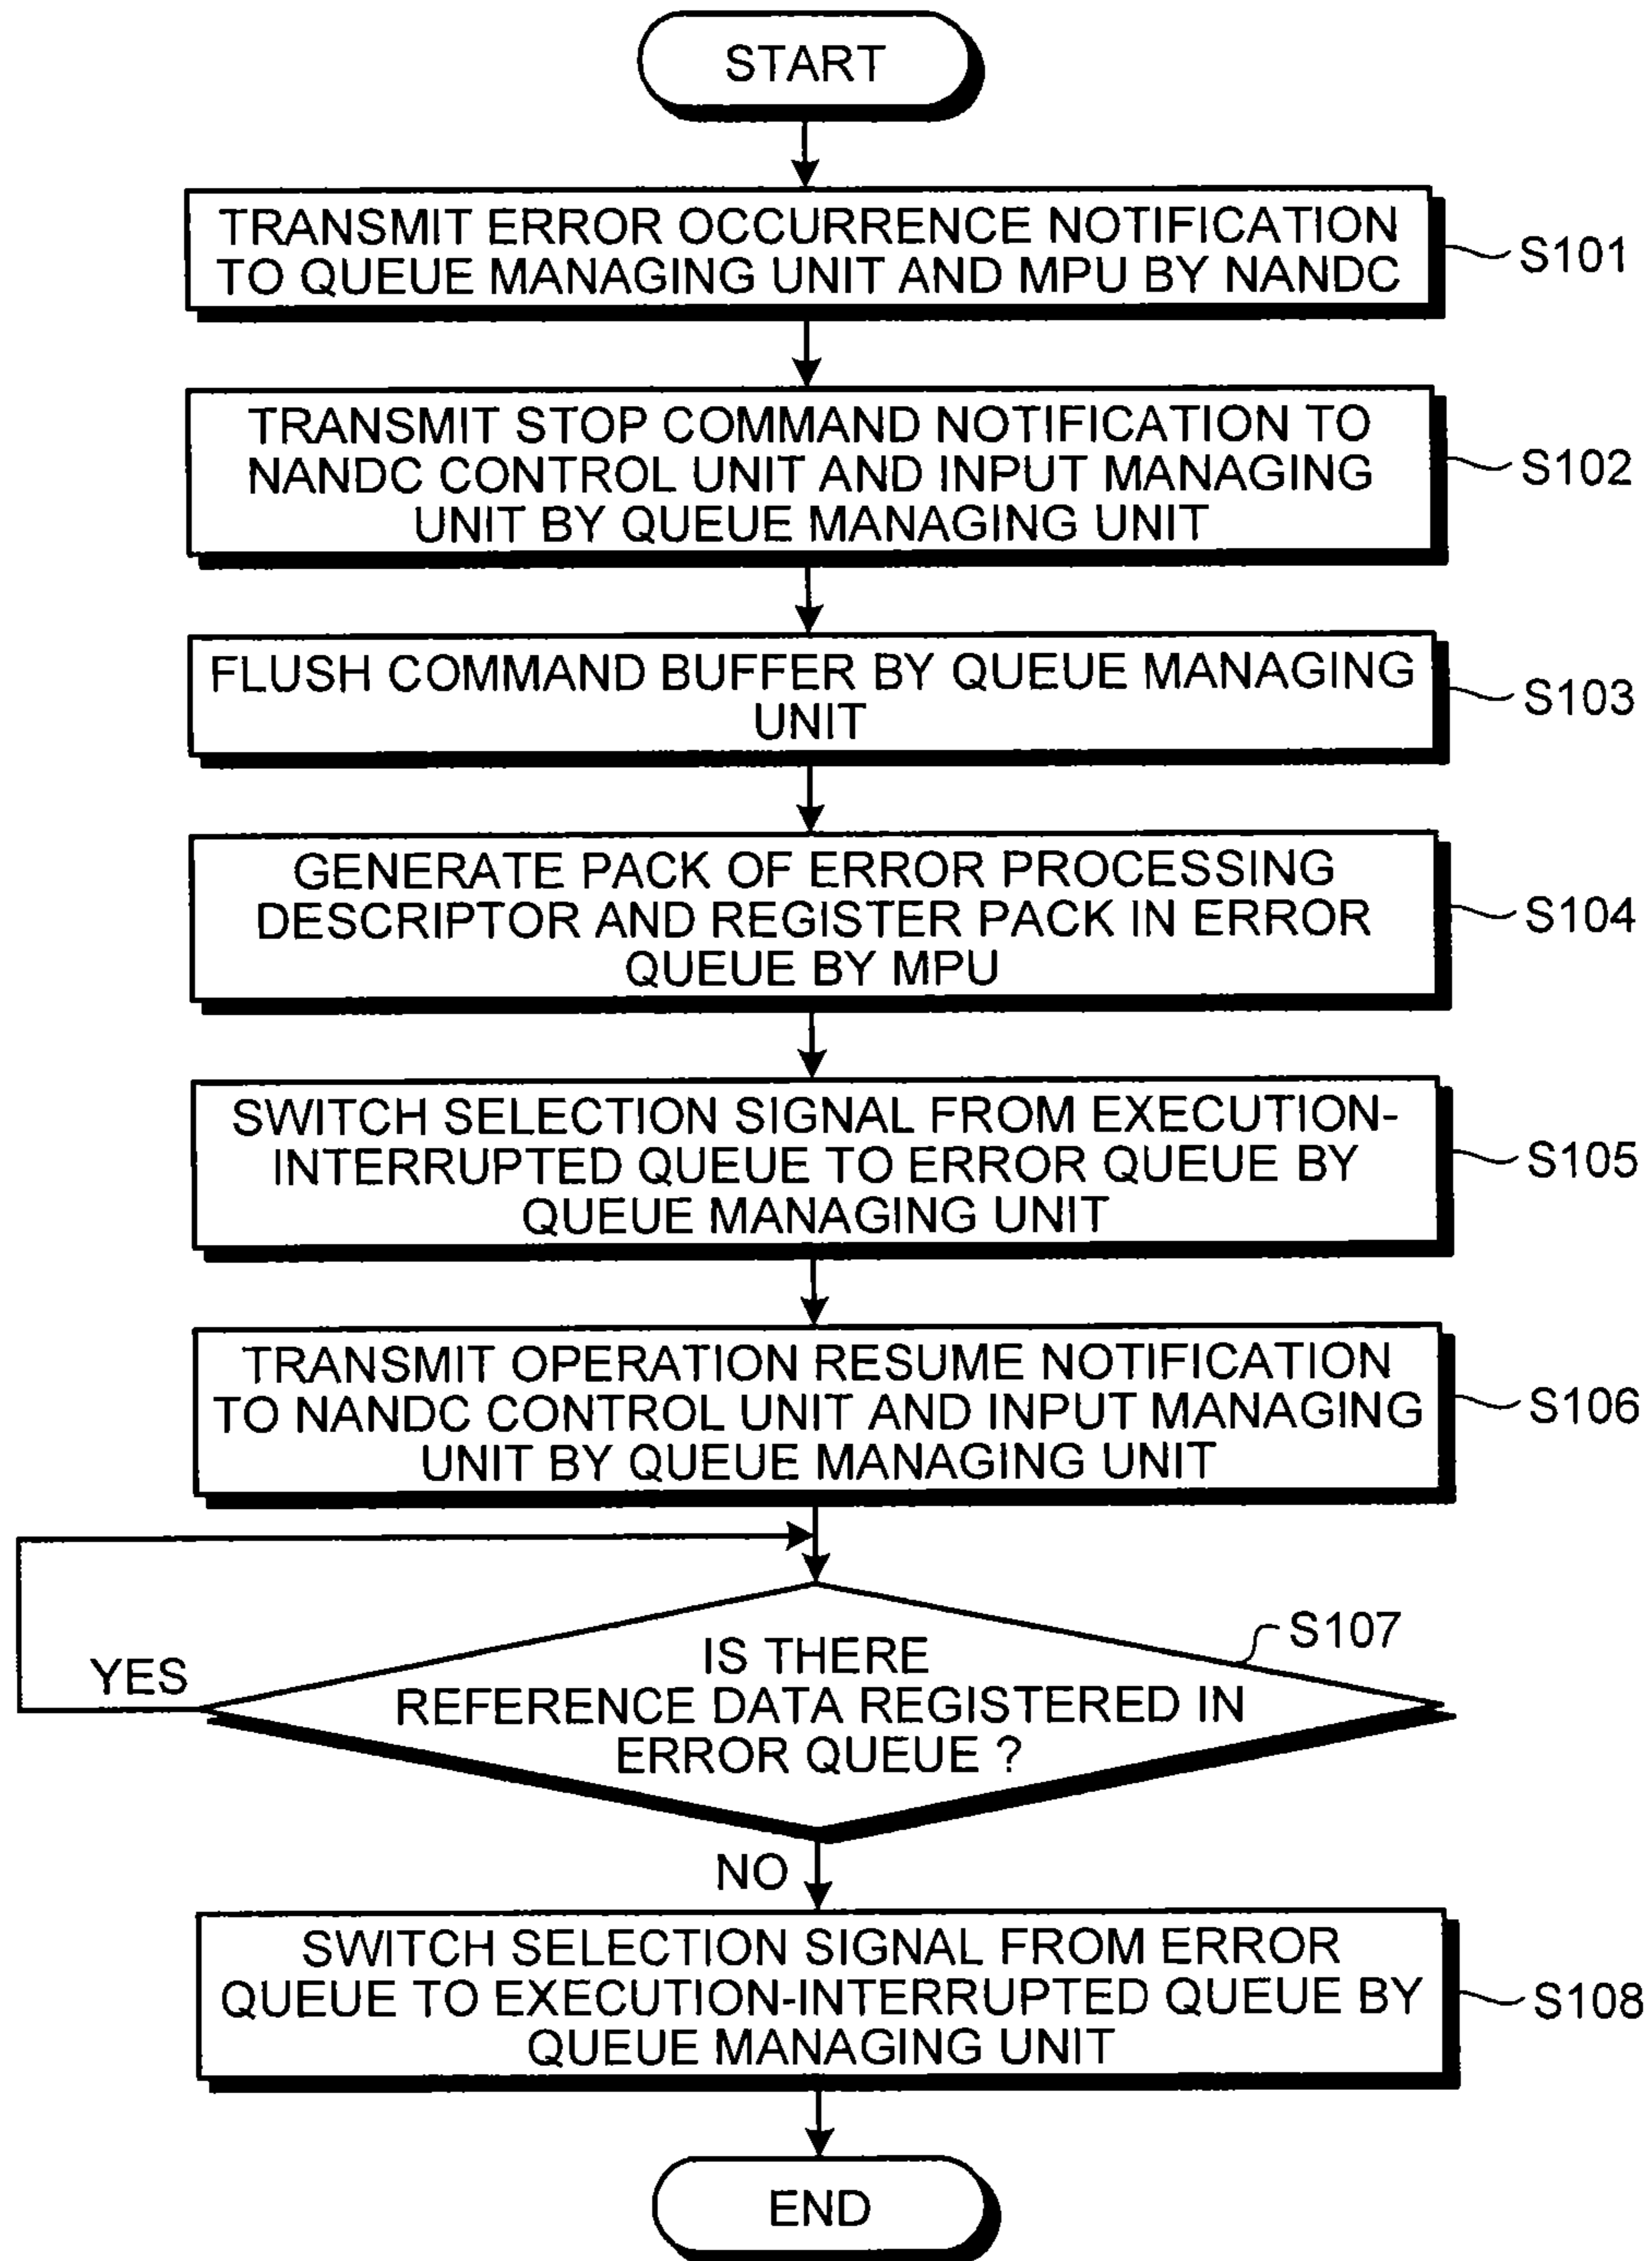 START
TRANSMIT ERROR OCCURRENCE NOTIFICATION
TO QUEUE MANAGING UNIT AND MPU BY NANDC
S101
TRANSMIT STOP COMMAND NOTIFICATION TO
NANDC CONTROL UNIT AND INPUT MANAGING
UNIT BY QUEUE MANAGING UNIT
S102
FLUSH COMMAND BUFFER BY QUEUE MANAGING
UNIT
S103
GENERATE PACK OF ERROR PROCESSING
DESCRIPTOR AND REGISTER PACK IN ERROR
QUEUE BY MPU
S104
SWITCH SELECTION SIGNAL FROM EXECUTION-
INTERRUPTED QUEUE TO ERROR QUEUE BY
QUEUE MANAGING UNIT
S105
TRANSMIT OPERATION RESUME NOTIFICATION
TO NANDC CONTROL UNIT AND INPUT MANAGING
UNIT BY QUEUE MANAGING UNIT
S106
S107
IS THERE
REFERENCE DATA REGISTERED IN
ERROR QUEUE ?
YES
NO
SWITCH SELECTION SIGNAL FROM ERROR
QUEUE TO EXECUTION-INTERRUPTED QUEUE BY
QUEUE MANAGING UNIT
S108
END